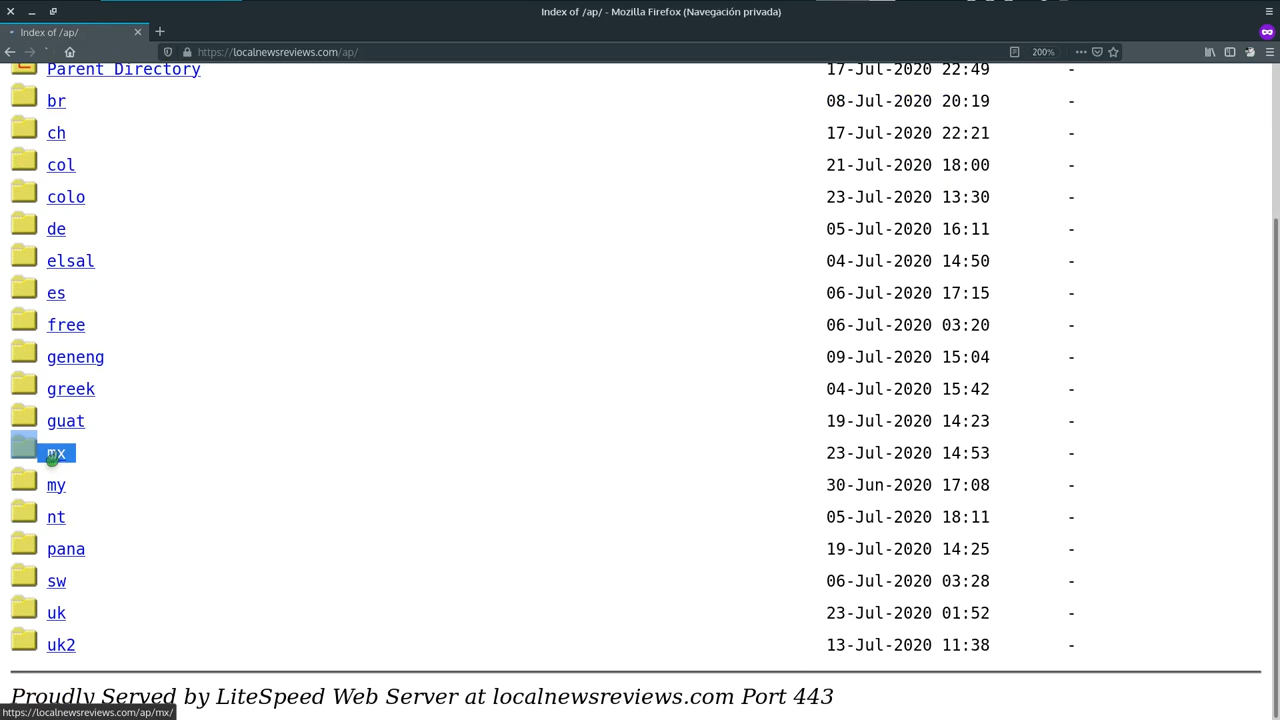 Index of /ap/ - Mozilla Firefox (Navegación privada)
Index of /ap/
https://localnewsreviews.com/ap/
200%
Parent Directory 17-Jul-2020 22:49 -
br 08-Jul-2020 20:19 -
ch 17-Jul-2020 22:21 -
col 21-Jul-2020 18:00 -
colo 23-Jul-2020 13:30 -
de 05-Jul-2020 16:11 -
elsal 04-Jul-2020 14:50 -
es 06-Jul-2020 17:15 -
free 06-Jul-2020 03:20 -
geneng 09-Jul-2020 15:04 -
greek 04-Jul-2020 15:42 -
guat 19-Jul-2020 14:23 -
mx 23-Jul-2020 14:53 -
my 30-Jun-2020 17:08 -
nt 05-Jul-2020 18:11 -
pana 19-Jul-2020 14:25 -
sw 06-Jul-2020 03:28 -
uk 23-Jul-2020 01:52 -
uk2 13-Jul-2020 11:38 -
Proudly Served by LiteSpeed Web Server at localnewsreviews.com Port 443
https://localnewsreviews.com/ap/mx/